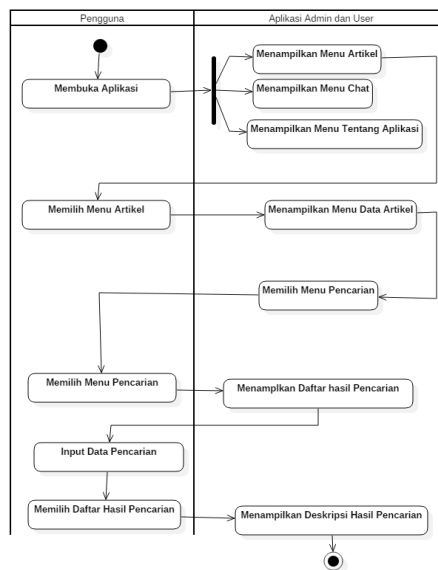 Pengguna
Aplikasi Admin dan User
Membuka Aplikasi
Menampilkan Menu Artikel
Menampilkan Menu Chat
Menampilkan Menu Tentang Aplikasi
Memilih Menu Artikel
Menampilkan Menu Data Artikel
Memilih Menu Pencarian
Memilih Menu Pencarian
Menamplkan Daftar hasil Pencarian
Input Data Pencarian
Memilih Daftar Hasil Pencarian
Menampilkan Deskripsi Hasil Pencarian